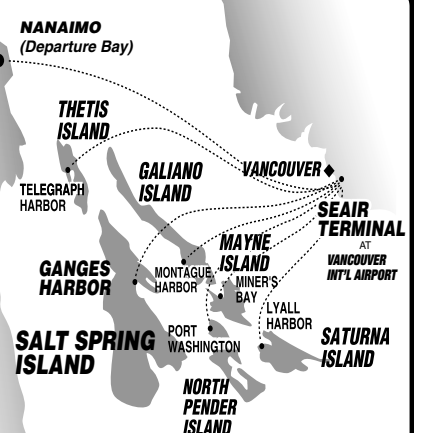 NANAIMO
(Departure Bay)
THETIS
ISLAND
GALIANO
ISLAND
VANCOUVER
TELEGRAPH
HARBOR
SEAIR
TERMINAL
AT
VANCOUVER
INT'L AIRPORT
MAYNE
ISLAND
GANGES
HARBOR
MONTAGUE
HARBOR
MINER'S
BAY
LYALL
HARBOR
SALT SPRING
ISLAND
PORT
WASHINGTON
SATURNA
ISLAND
NORTH
PENDER
ISLAND